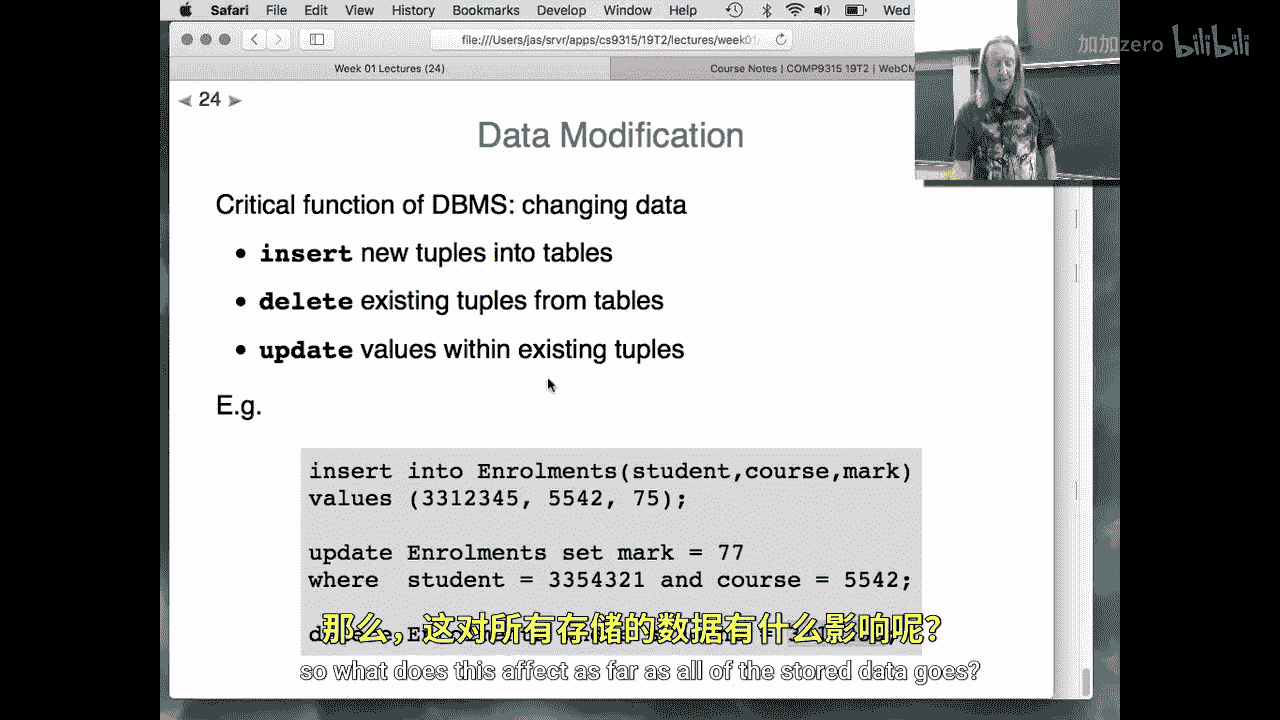 Safari File Edit View History Bookmarks Develop Window Help Wed
file:///Users/jas/srvr/apps/cs9315/19T2/lectures/week01/
Week 01 Lectures (24) Course Notes | COMP9315 19T2 | WebCM
加加zero bilibili
24
Data Modification
Critical function of DBMS: changing data
• insert new tuples into tables
• delete existing tuples from tables
• update values within existing tuples
E.g.
insert into Enrolments(student,course,mark)
values (3312345, 5542, 75);
update Enrolments set mark = 77
where student = 3354321 and course = 5542;
那么，这对所有存储的数据有什么影响呢？
so what does this affect as far as all of the stored data goes?